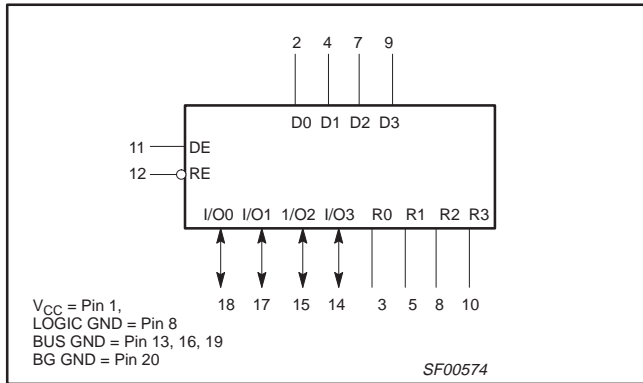 2 4 7 9
D0 D1 D2 D3
11 DE
12 RE
I/O0 I/O1 1/O2 I/O3 R0 R1 R2 R3
18 17 15 14 3 5 8 10
VCC = Pin 1,
LOGIC GND = Pin 8
BUS GND = Pin 13, 16, 19
BG GND = Pin 20
SF00574